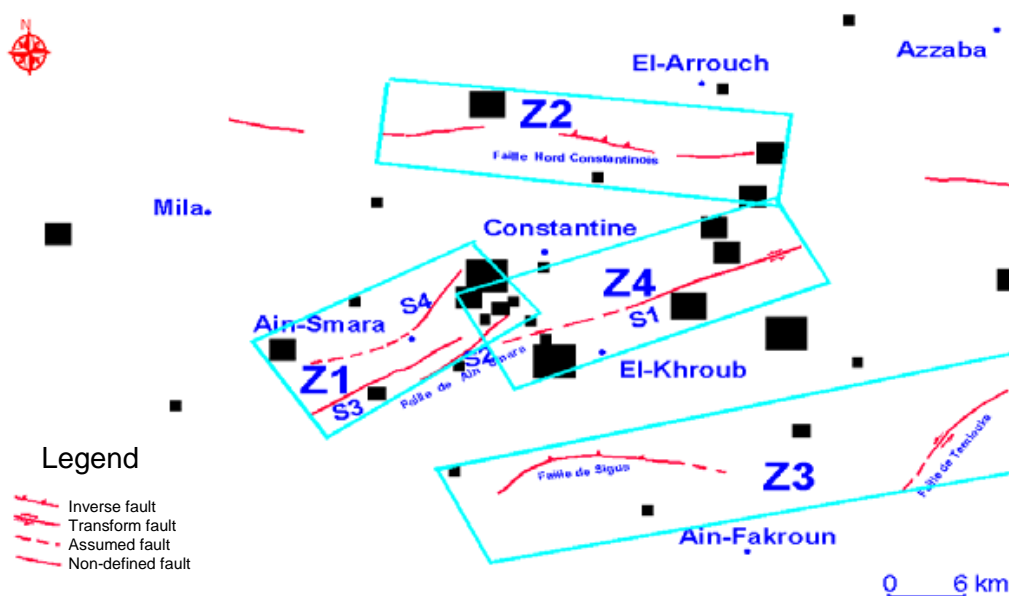 N
Azzaba
El-Arrouch
Z2
Faille Nord Constantinois
Mila
Constantine
Z4
S4
Ain-Smara
S1
S2
Z1
Faille de Ain Smara
El-Khroub
S3
Legend
Inverse fault
Transform fault
Assumed fault
Non-defined fault
Faille de Sigus
Z3
Faille de Temlouka
Ain-Fakroun
0 6 km